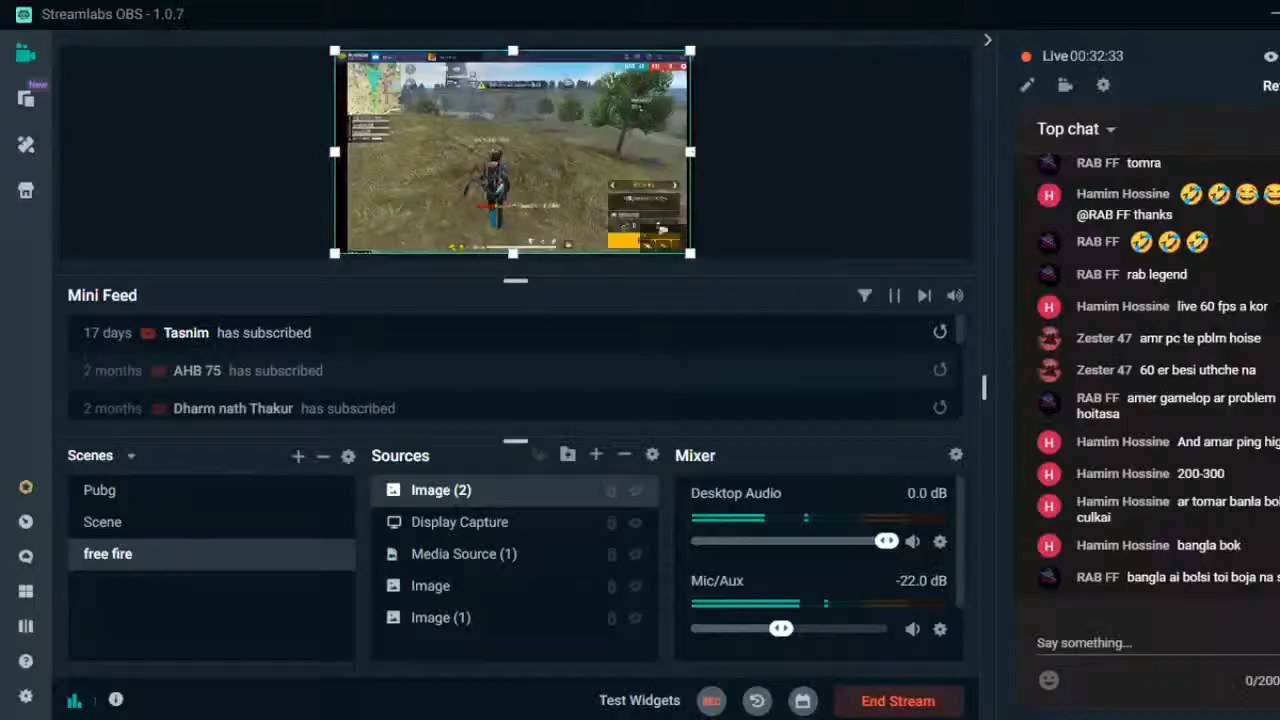 Streamlabs OBS - 1.0.7
New
Live 00:32:33
Top chat
RAB FF tomra
H Hamim Hossine
@RAB FF thanks
RAB FF
RAB FF rab legend
H Hamim Hossine live 60 fps a kor
Zester 47 amr pc te pblrn hoise
Zester 47 60 er besi uthche na
RAB FF amer gamelop ar problem
hoitasa
H Hamim Hossine And amar ping hig
H Hamim Hossine 200-300
H Hamim Hossine ar tomar banla bol
culkai
H Hamim Hossine bangla bok
RAB FF bangla ai bolsi toi boja na s
Say something...
0/200
Mini Feed
17 days Tasnim has subscribed
2 months AHB 75 has subscribed
2 months Dharm nath Thakur has subscribed
Scenes
Pubg
Scene
free fire
Sources
Image (2)
Display Capture
Media Source (1)
Image
Image (1)
Mixer
Desktop Audio 0.0 dB
Mic/Aux -22.0 dB
Test Widgets REC End Stream